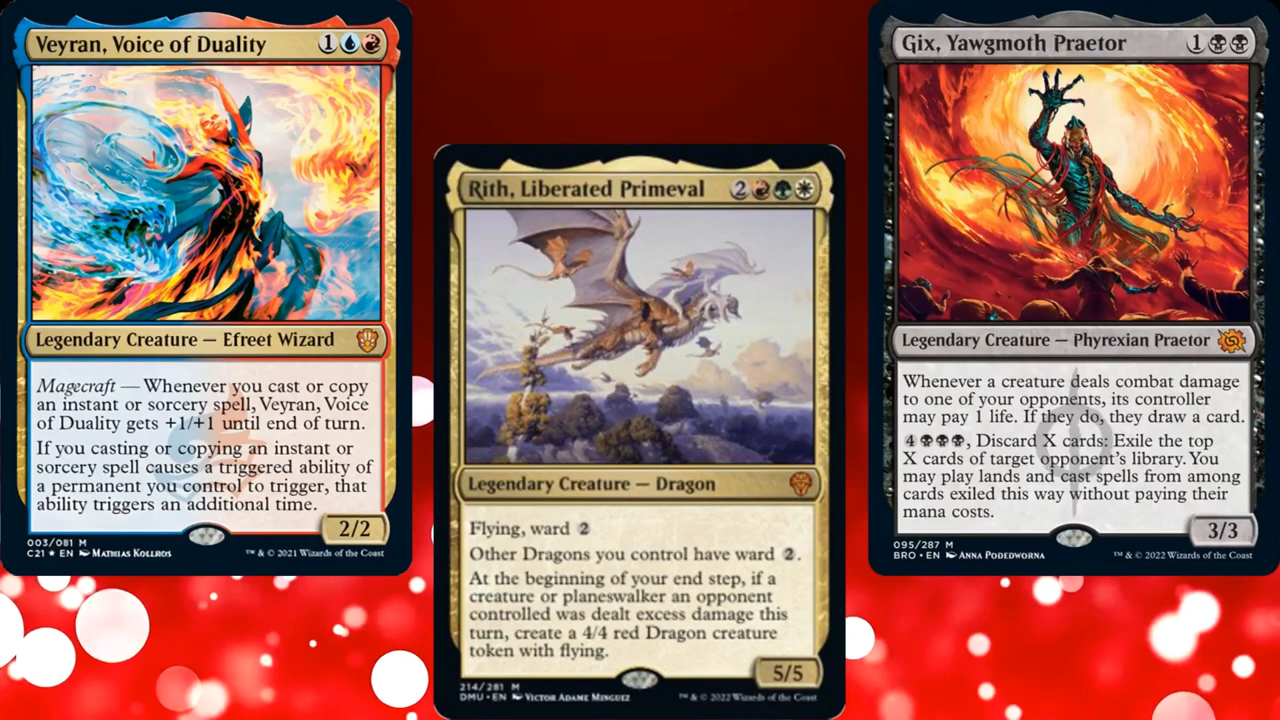 Veyran, Voice of Duality 1
Legendary Creature — Efreet Wizard
Magecraft — Whenever you cast or copy
an instant or sorcery spell, Veyran, Voice
of Duality gets +1/+1 until end of turn.
If you casting or copying an instant or
sorcery spell causes a triggered ability of
a permanent you control to trigger, that
ability triggers an additional time.
2/2
003/081 M
C21 ★ EN Mathias Kollros ™ & © 2021 Wizards of the Coast
Rith, Liberated Primeval 2
Legendary Creature — Dragon
Flying, ward 2
Other Dragons you control have ward 2.
At the beginning of your end step, if a
creature or planeswalker an opponent
controlled was dealt excess damage this
turn, create a 4/4 red Dragon creature
token with flying.
5/5
214/281 M
DMU • EN Victor Adame Minguez ™ & © 2022 Wizards of the Coast
Gix, Yawgmoth Praetor 1
Legendary Creature — Phyrexian Praetor
Whenever a creature deals combat damage
to one of your opponents, its controller
may pay 1 life. If they do, they draw a card.
4, Discard X cards: Exile the top
X cards of target opponent's library. You
may play lands and cast spells from among
cards exiled this way without paying their
mana costs.
3/3
095/287 M
BRO • EN Anna Podedworna ™ & © 2022 Wizards of the Coast